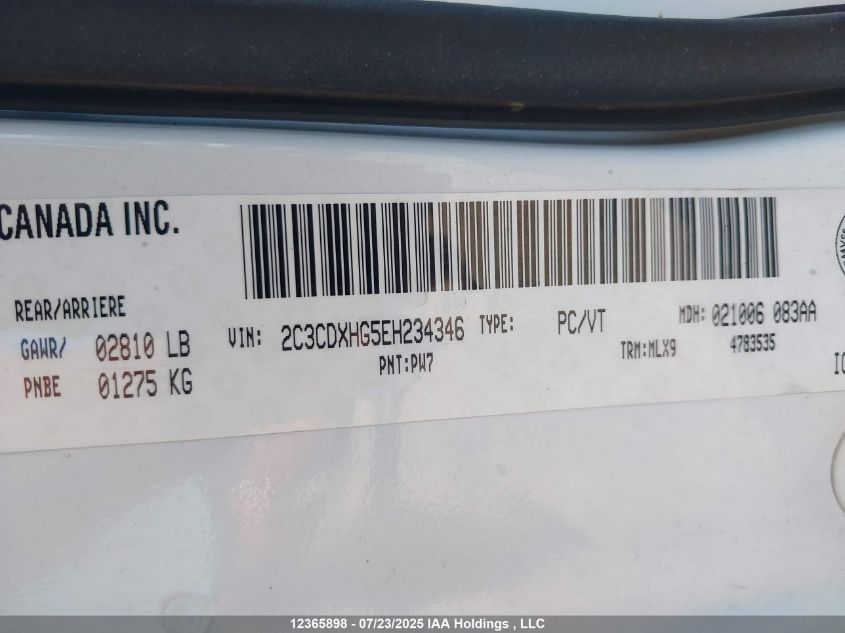 CANADA INC.
REAR/ARRIERE
GAWR/ 02810 LB
PNBE 01275 KG
VIN: 2C3CDXHG5EH234346 TYPE: PC/VT MDH: 021006 083AA
PNT:PW7 TRM:MLX9 4783535
12365898 - 07/23/2025 IAA Holdings , LLC